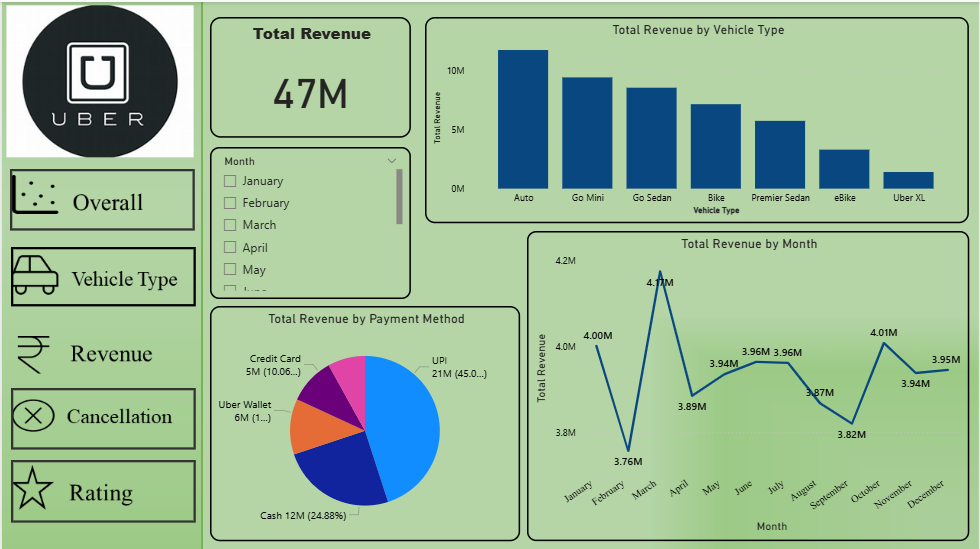 U
UBER
Overall
Vehicle Type
Revenue
Cancellation
Rating
Total Revenue
47M
Month
January
February
March
April
May
Total Revenue by Payment Method
Credit Card
5M (10.06...)
UPI
21M (45.0...)
Uber Wallet
6M (1...)
Cash 12M (24.88%)
Total Revenue by Vehicle Type
Total Revenue
10M
5M
0M
Auto
Go Mini
Go Sedan
Bike
Premier Sedan
eBike
Uber XL
Vehicle Type
Total Revenue by Month
Total Revenue
4.2M
4.0M
3.8M
4.00M
3.76M
4.17M
3.89M
3.94M
3.96M
3.96M
3.87M
3.82M
4.01M
3.94M
3.95M
January
February
March
April
May
June
July
August
September
October
November
December
Month